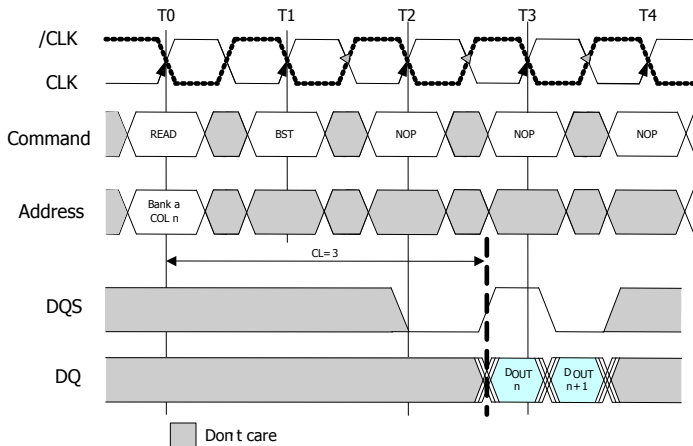 T0 T1 T2 T3 T4
/CLK
CLK
Command READ BST NOP NOP NOP
Address Bank a
COL n
CL=3
DQS
DQ DOUT
n DOUT
n+1
Don't care